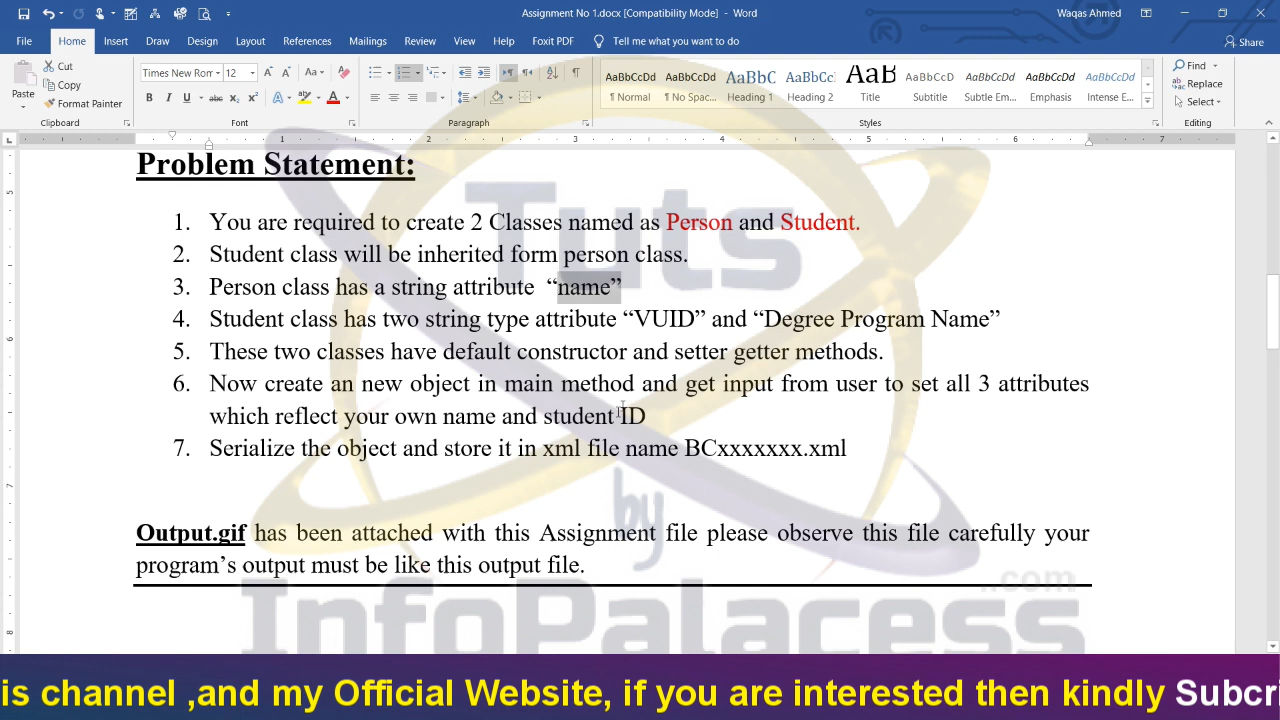 Assignment No 1.docx [Compatibility Mode] - Word
Waqas Ahmed
File Home Insert Draw Design Layout References Mailings Review View Help Foxit PDF Tell me what you want to do Share
Paste
Cut
Copy
Format Painter
Clipboard
Times New Rom 12
Font
Paragraph
AaBbCcDd AaBbCcDd AaBbC AaBbCc AaB AaBbCcD AaBbCcDd AaBbCcDd AaBbCcDd
¶ Normal ¶ No Spac... Heading 1 Heading 2 Title Subtitle Subtle Em... Emphasis Intense E...
Styles
Find
Replace
Select
Editing
Problem Statement:
1. You are required to create 2 Classes named as Person and Student.
2. Student class will be inherited form person class.
3. Person class has a string attribute “name”
4. Student class has two string type attribute “VUID” and “Degree Program Name”
5. These two classes have default constructor and setter getter methods.
6. Now create an new object in main method and get input from user to set all 3 attributes
which reflect your own name and student ID
7. Serialize the object and store it in xml file name BCxxxxxxx.xml
Output.gif has been attached with this Assignment file please observe this file carefully your
program’s output must be like this output file.
Tuts
by
InfoPalacess
.com
is channel ,and my Official Website, if you are interested then kindly Subcri